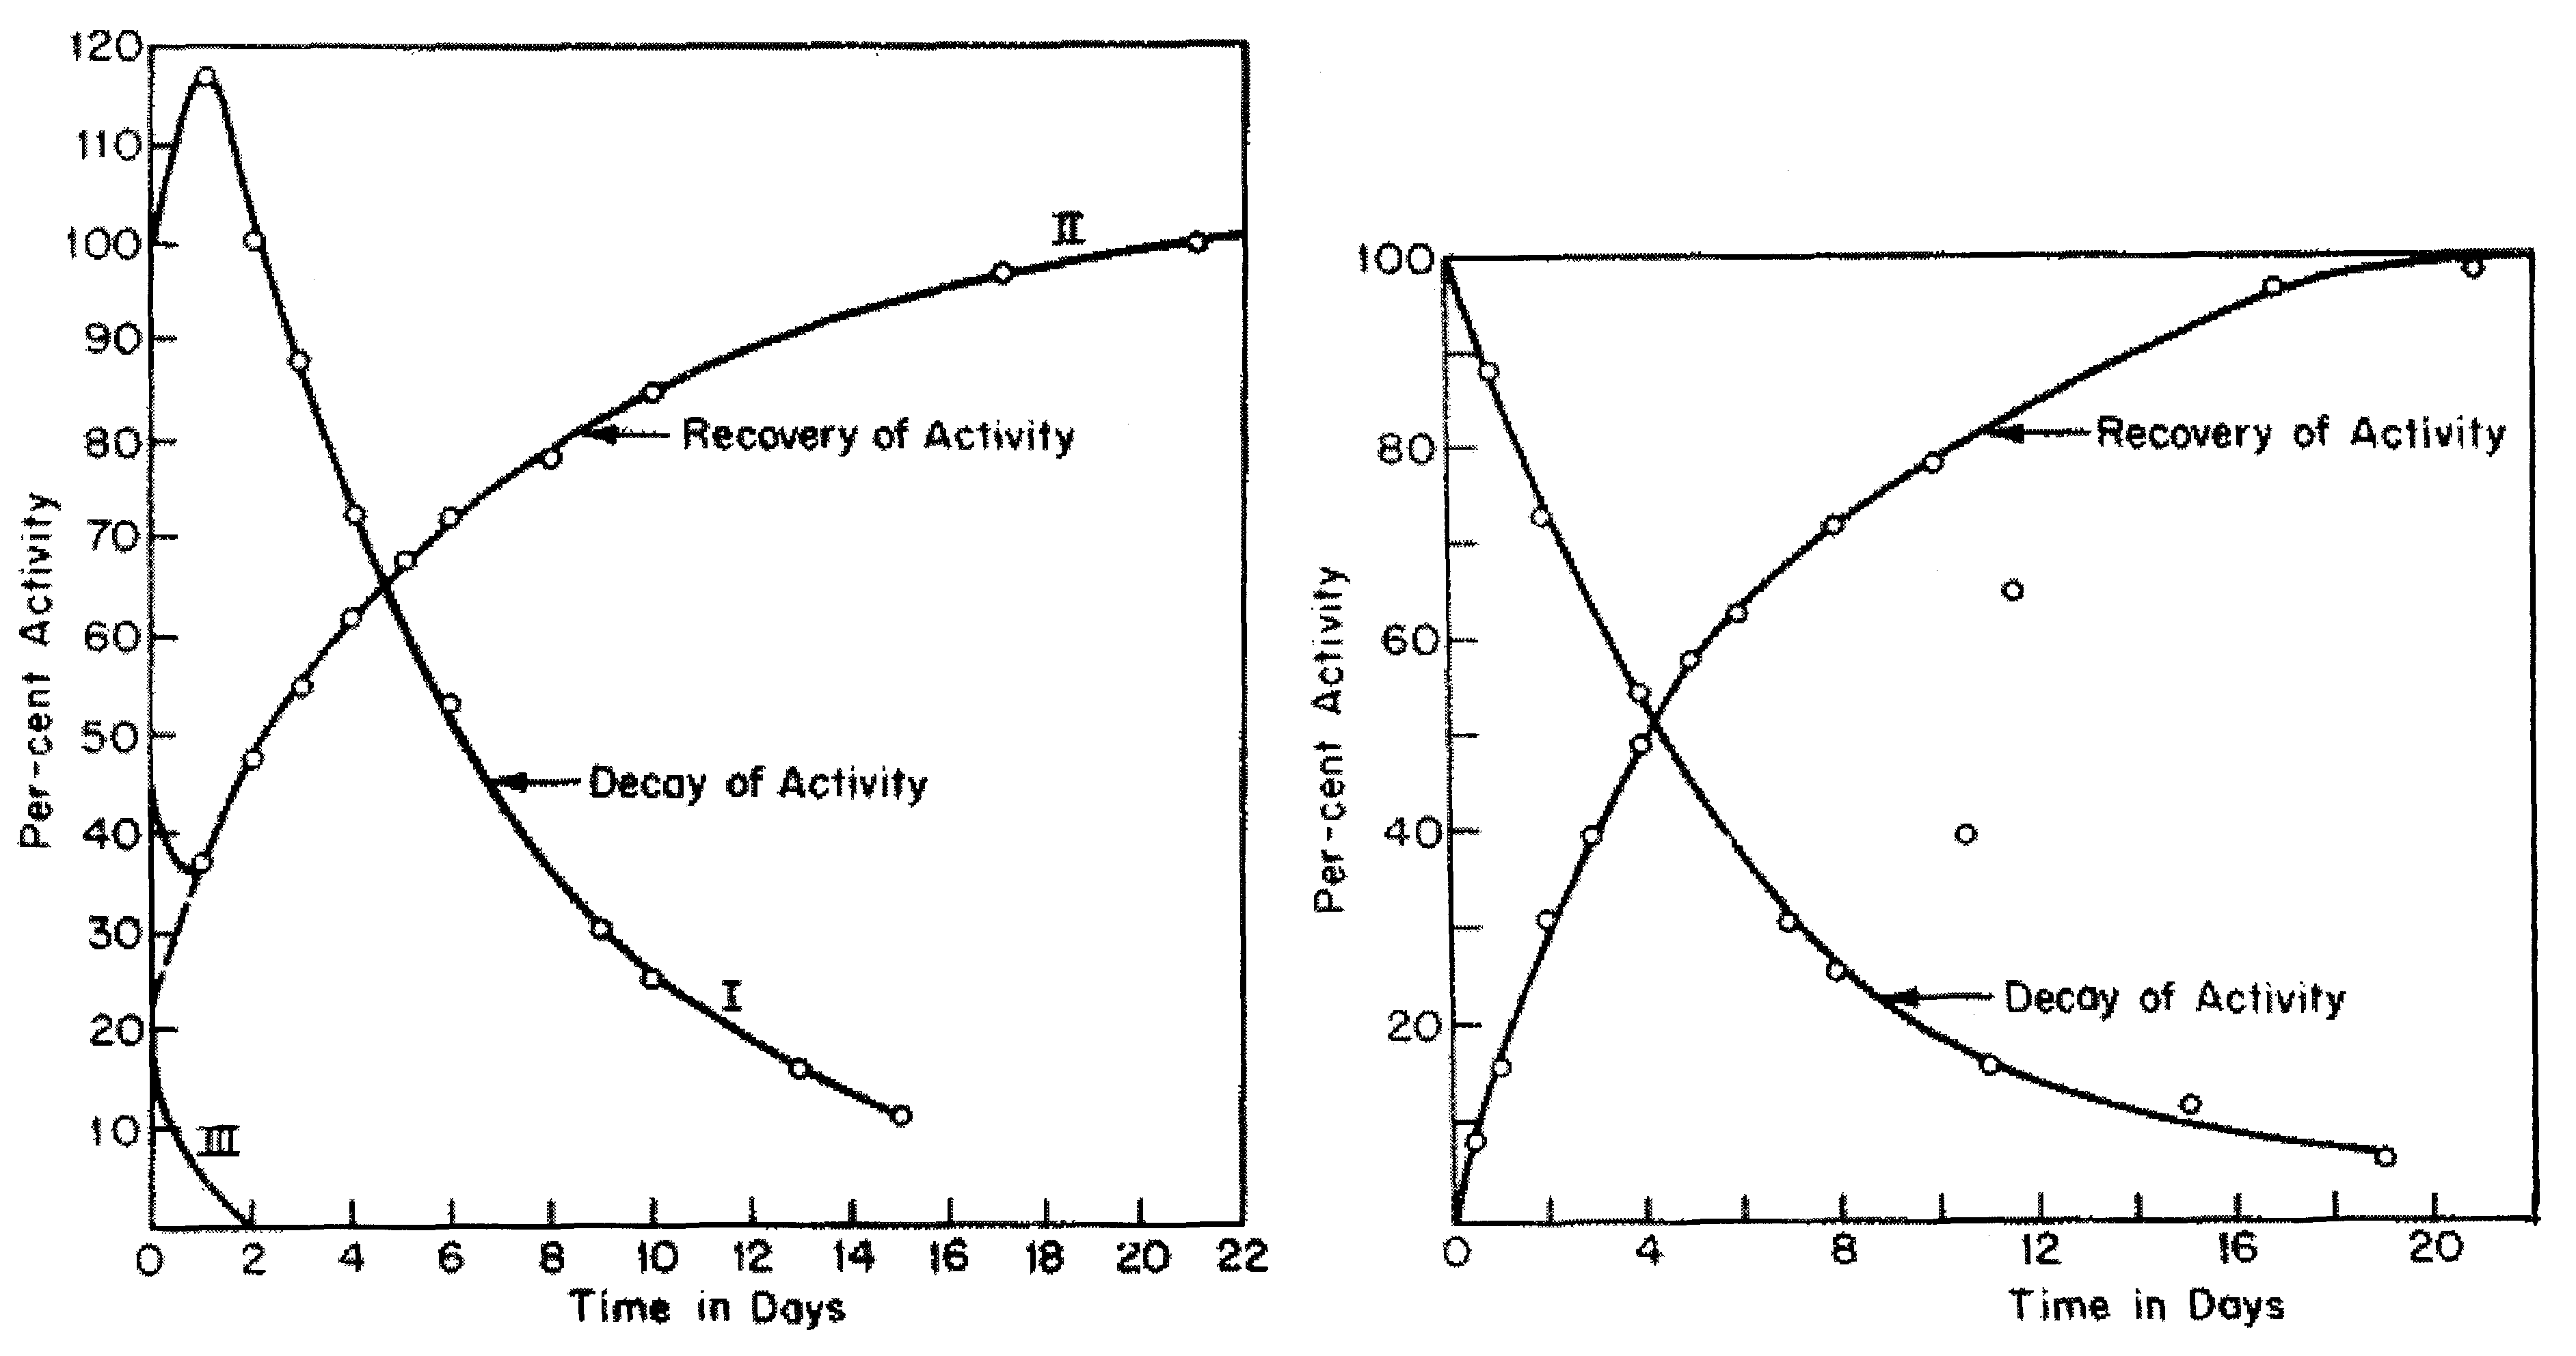 120
110
100
90
80
70
60
50
40
30
20
10
Per-cent Activity
II
Recovery of Activity
Decay of Activity
I
III
0 2 4 6 8 10 12 14 16 18 20 22
Time in Days
100
80
60
40
20
Per-cent Activity
Recovery of Activity
Decay of Activity
0 4 8 12 16 20
Time in Days